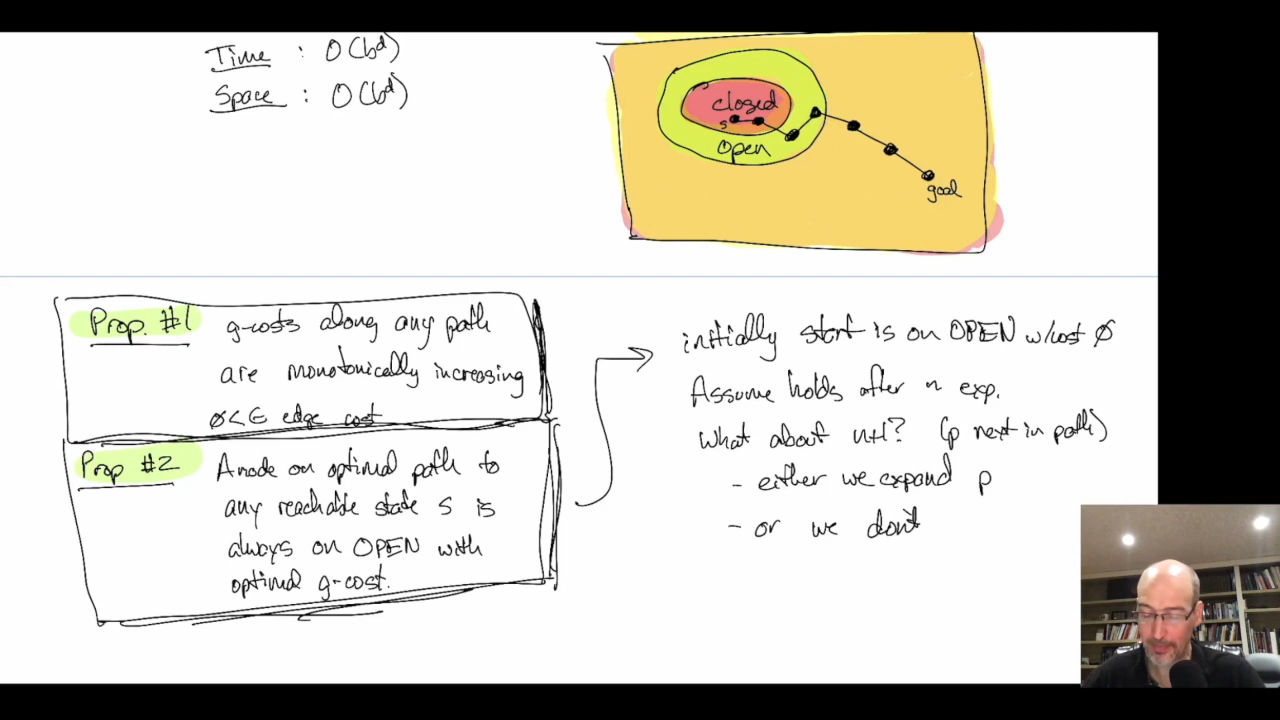 Time : O(b^d)
Space : O(b^d)
closed
s
open
goal
Prop. #1 g-costs along any path
are monotonically increasing
0 < ϵ edge cost
Prop #2 A node on optimal path to
any reachable state s is
always on OPEN with
optimal g-cost.
initially start is on OPEN w/cost 0
Assume holds after n exp.
What about n+1? (p next in path)
- either we expand p
- or we don't